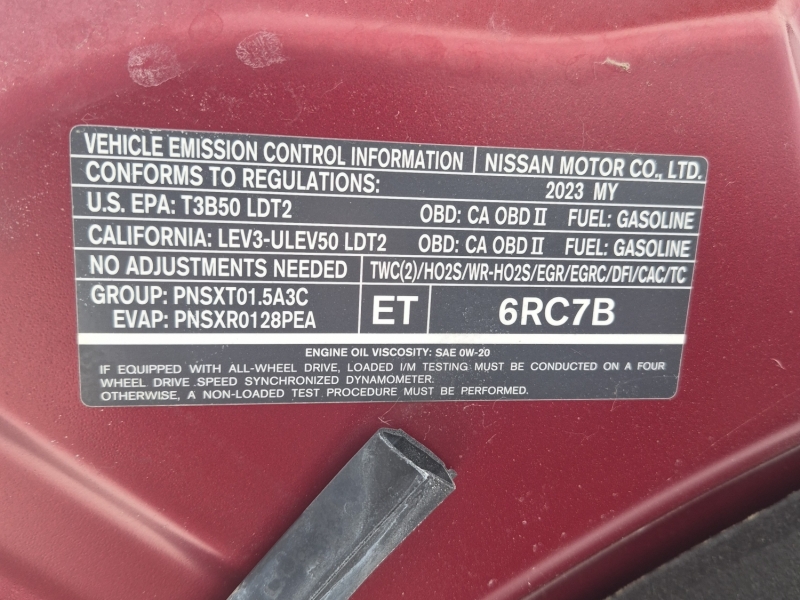 VEHICLE EMISSION CONTROL INFORMATION NISSAN MOTOR CO., LTD.
CONFORMS TO REGULATIONS: 2023 MY
U.S. EPA: T3B50 LDT2 OBD: CA OBD II FUEL: GASOLINE
CALIFORNIA: LEV3-ULEV50 LDT2 OBD: CA OBD II FUEL: GASOLINE
NO ADJUSTMENTS NEEDED TWC(2)/HO2S/WR-HO2S/EGR/EGRC/DFI/CAC/TC
GROUP: PNSXT01.5A3C
EVAP: PNSXR0128PEA
ET 6RC7B
ENGINE OIL VISCOSITY: SAE 0W-20
IF EQUIPPED WITH ALL-WHEEL DRIVE, LOADED I/M TESTING MUST BE CONDUCTED ON A FOUR
WHEEL DRIVE SPEED SYNCHRONIZED DYNAMOMETER.
OTHERWISE, A NON-LOADED TEST PROCEDURE MUST BE PERFORMED.